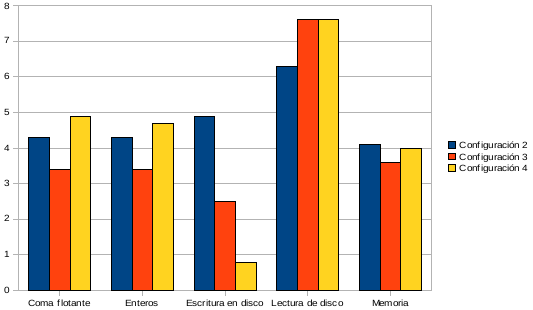 8
7
6
5
4
3
2
1
0
Coma flotante Enteros Escritura en disco Lectura de disco Memoria
Configuración 2
Configuración 3
Configuración 4